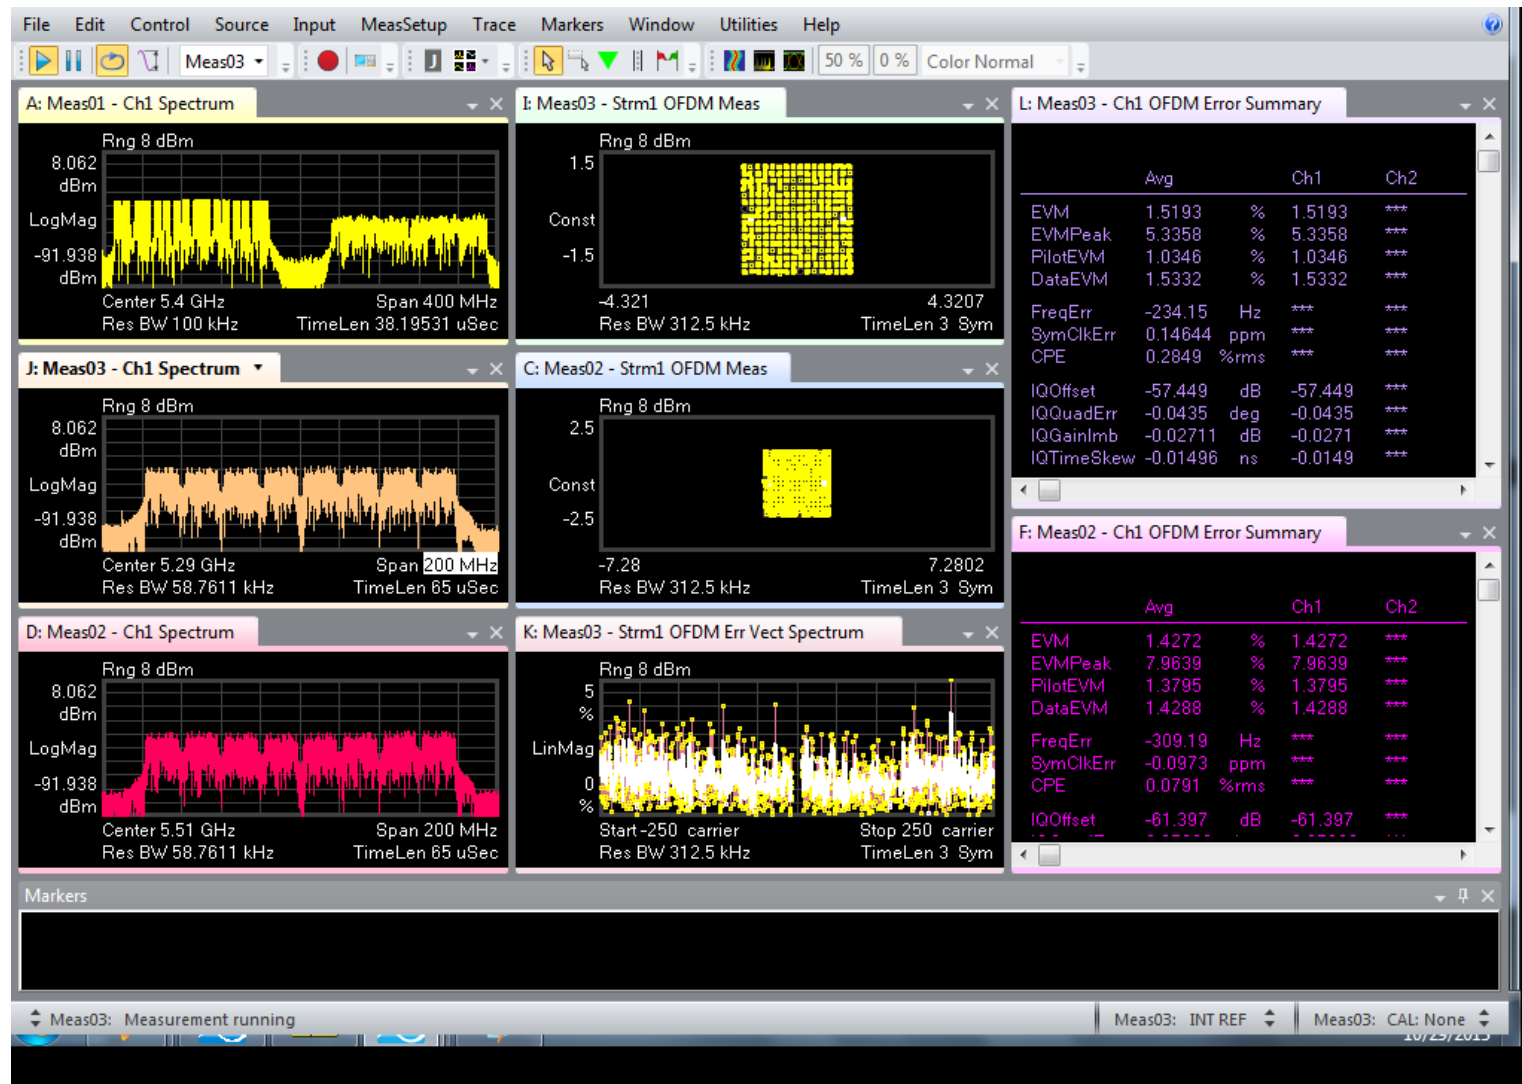 File Edit Control Source Input MeasSetup Trace Markers Window Utilities Help
Meas03 50 % 0 % Color Normal
A: Meas01 - Ch1 Spectrum
Rng 8 dBm
8.062
dBm
LogMag
-91.938
dBm
Center 5.4 GHz Span 400 MHz
Res BW 100 kHz TimeLen 38.19531 uSec
J: Meas03 - Ch1 Spectrum
Rng 8 dBm
8.062
dBm
LogMag
-91.938
dBm
Center 5.29 GHz Span 200 MHz
Res BW 58.7611 kHz TimeLen 65 uSec
D: Meas02 - Ch1 Spectrum
Rng 8 dBm
8.062
dBm
LogMag
-91.938
dBm
Center 5.51 GHz Span 200 MHz
Res BW 58.7611 kHz TimeLen 65 uSec
I: Meas03 - Strm1 OFDM Meas
Rng 8 dBm
1.5
Const
-1.5
-4.321 4.3207
Res BW 312.5 kHz TimeLen 3 Sym
C: Meas02 - Strm1 OFDM Meas
Rng 8 dBm
2.5
Const
-2.5
-7.28 7.2802
Res BW 312.5 kHz TimeLen 3 Sym
K: Meas03 - Strm1 OFDM Err Vect Spectrum
Rng 8 dBm
5
%
LinMag
0
%
Start -250 carrier Stop 250 carrier
Res BW 312.5 kHz TimeLen 3 Sym
L: Meas03 - Ch1 OFDM Error Summary
Avg Ch1 Ch2
EVM 1.5193 % 1.5193 ***
EVMPeak 5.3358 % 5.3358 ***
PilotEVM 1.0346 % 1.0346 ***
DataEVM 1.5332 % 1.5332 ***
FreqErr -234.15 Hz *** ***
SymClkErr 0.14644 ppm *** ***
CPE 0.2849 %rms *** ***
IQOffset -57.449 dB -57.449 ***
IQQuadErr -0.0435 deg -0.0435 ***
IQGainImb -0.02711 dB -0.0271 ***
IQTimeSkew -0.01496 ns -0.0149 ***
F: Meas02 - Ch1 OFDM Error Summary
Avg Ch1 Ch2
EVM 1.4272 % 1.4272 ***
EVMPeak 7.9639 % 7.9639 ***
PilotEVM 1.3795 % 1.3795 ***
DataEVM 1.4288 % 1.4288 ***
FreqErr -309.19 Hz *** ***
SymClkErr -0.0973 ppm *** ***
CPE 0.0791 %rms *** ***
IQOffset -61.397 dB -61.397 ***
Markers
Meas03: Measurement running Meas03: INT REF Meas03: CAL: None